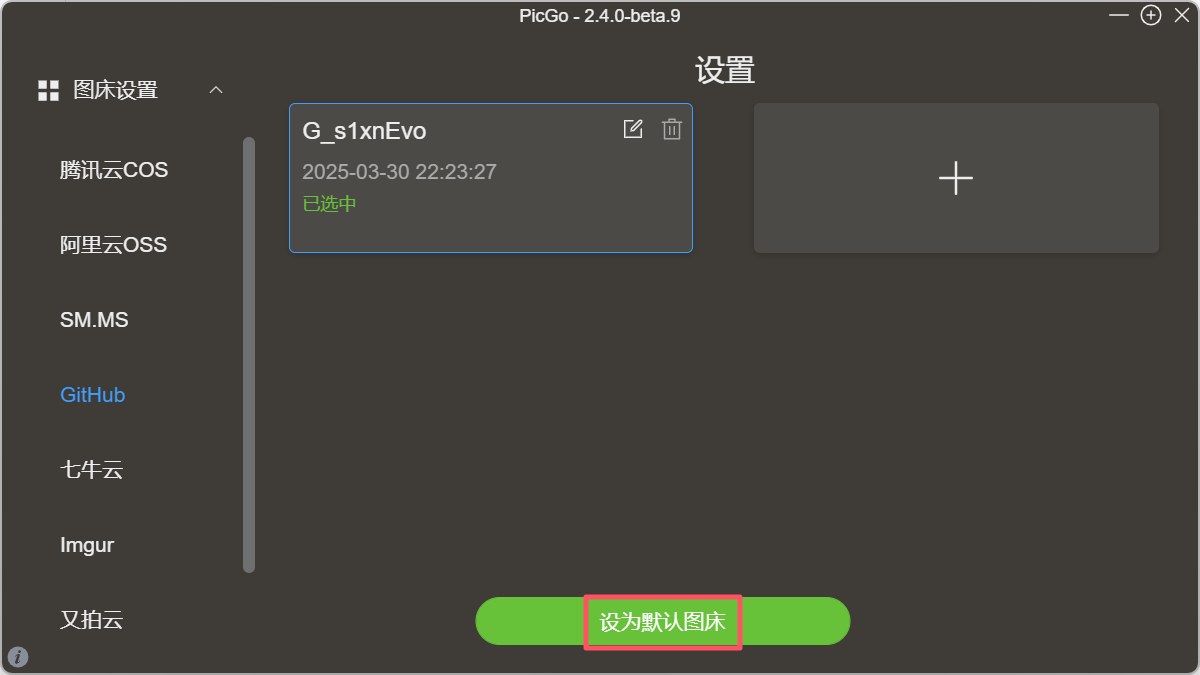 PicGo - 2.4.0-beta.9
图床设置
腾讯云COS
阿里云OSS
SM.MS
GitHub
七牛云
Imgur
又拍云
i
设置
G_s1xnEvo
2025-03-30 22:23:27
已选中
设为默认图床